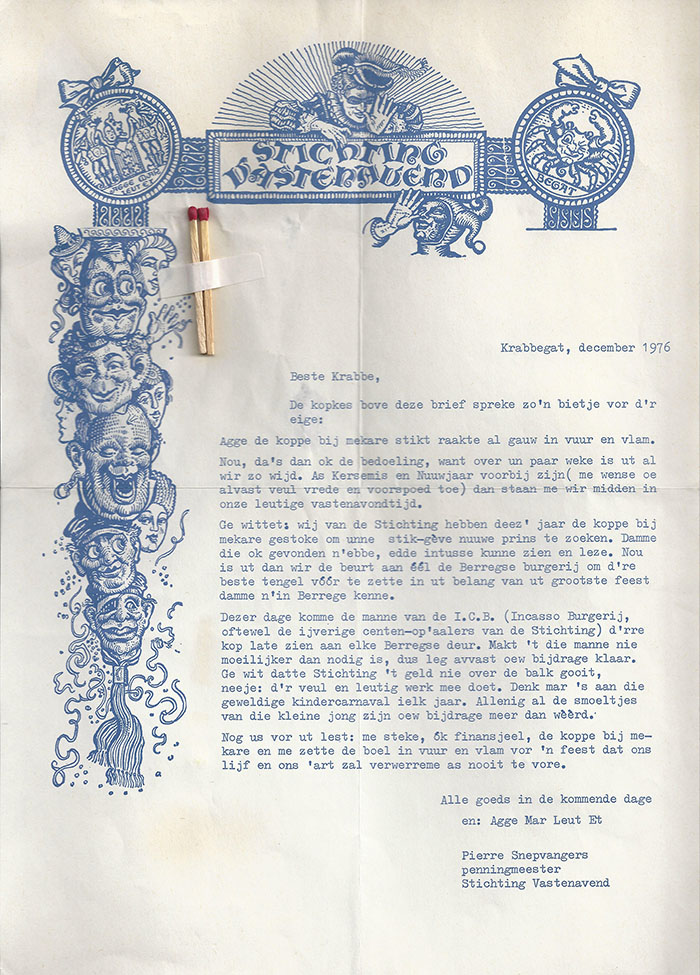 STICHTING
VASTENAVEND
AGGE MAR
LEUT ET
BEGAT
Krabbegat, december 1976
Beste Krabbe,
De kopkes bove deze brief spreke zo'n bietje vor d'r
eige:
Agge de koppe bij mekare stikt raakte al gauw in vuur en vlam.
Nou, da's dan ok de bedoeling, want over un paar weke is ut al
wir zo wijd. As Kersemis en Nuuwjaar voorbij zijn( me wense oe
alvast veul vrede en voorspoed toe) dan staan me wir midden in
onze leutige vastenavondtijd.
Ge wittet: wij van de Stichting hebben deez' jaar de koppe bij
mekare gestoke om unne stik-gève nuuwe prins te zoeken. Damme
die ok gevonden n'ebbe, edde intusse kunne zien en leze. Nou
is ut dan wir de beurt aan éél de Berregse burgerij om d're
beste tengel vóór te zette in ut belang van ut grootste feest
damme n'in Berrege kenne.
Dezer dage komme de manne van de I.C.B. (Incasso Burgerij,
oftewel de ijverige centen-op'aalers van de Stichting) d'rre
kop late zien aan elke Berregse deur. Makt 't die manne nie
moeilijker dan nodig is, dus leg avvast oew bijdrage klaar.
Ge wit datte Stichting 't geld nie over de balk gooit,
neeje: d'r veul en leutig werk mee doet. Denk mar 's aan die
geweldige kindercarnaval ielk jaar. Allenig al de smoeltjes
van die kleine jong zijn oew bijdrage meer dan wèèrd.
Nog us vor ut lest: me steke, ók finansjeel, de koppe bij me-
kare en me zette de boel in vuur en vlam vor 'n feest dat ons
lijf en ons 'art zal verwerreme as nooit te vore.
Alle goeds in de kommende dage
en: Agge Mar Leut Et
Pierre Snepvangers
penningmeester
Stichting Vastenavend